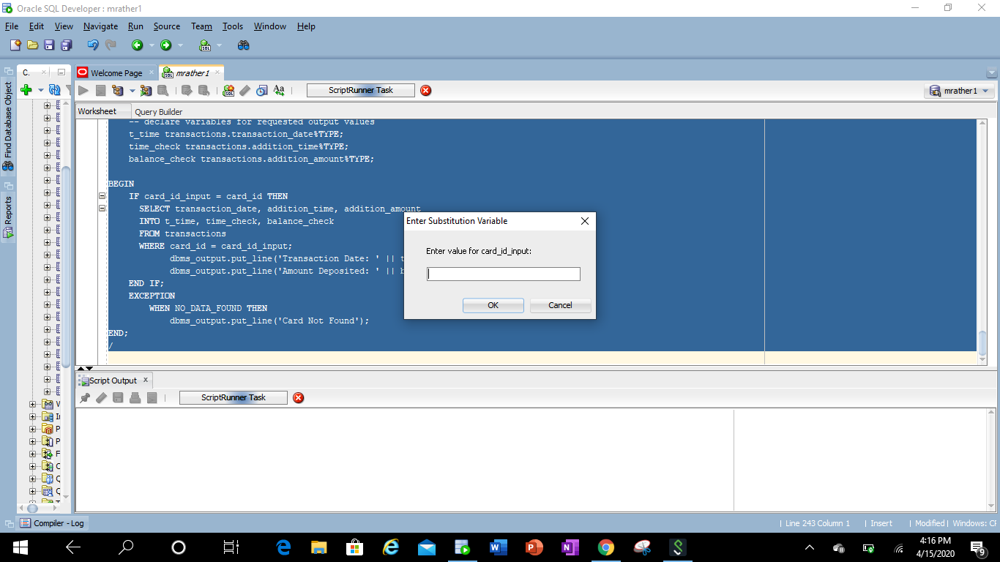 Oracle SQL Developer : mrather1
File Edit View Navigate Run Source Team Tools Window Help
C.
Welcome Page
mrather1
ScriptRunner Task
mrather1
Find Database Object
Reports
Worksheet Query Builder
-- declare variables for requested output values
t_time transactions.transaction_date%TYPE;
time_check transactions.addition_time%TYPE;
balance_check transactions.addition_amount%TYPE;
BEGIN
IF card_id_input = card_id THEN
SELECT transaction_date, addition_time, addition_amount
INTO t_time, time_check, balance_check
FROM transactions
WHERE card_id = card_id_input;
dbms_output.put_line('Transaction Date: ' || t
dbms_output.put_line('Amount Deposited: ' || b
END IF;
EXCEPTION
WHEN NO_DATA_FOUND THEN
dbms_output.put_line('Card Not Found');
END;
/
Enter Substitution Variable
Enter value for card_id_input:
OK Cancel
Script Output
ScriptRunner Task
Compiler - Log
Line 243 Column 1 | Insert | Modified | Windows: CF
4:16 PM
4/15/2020
9